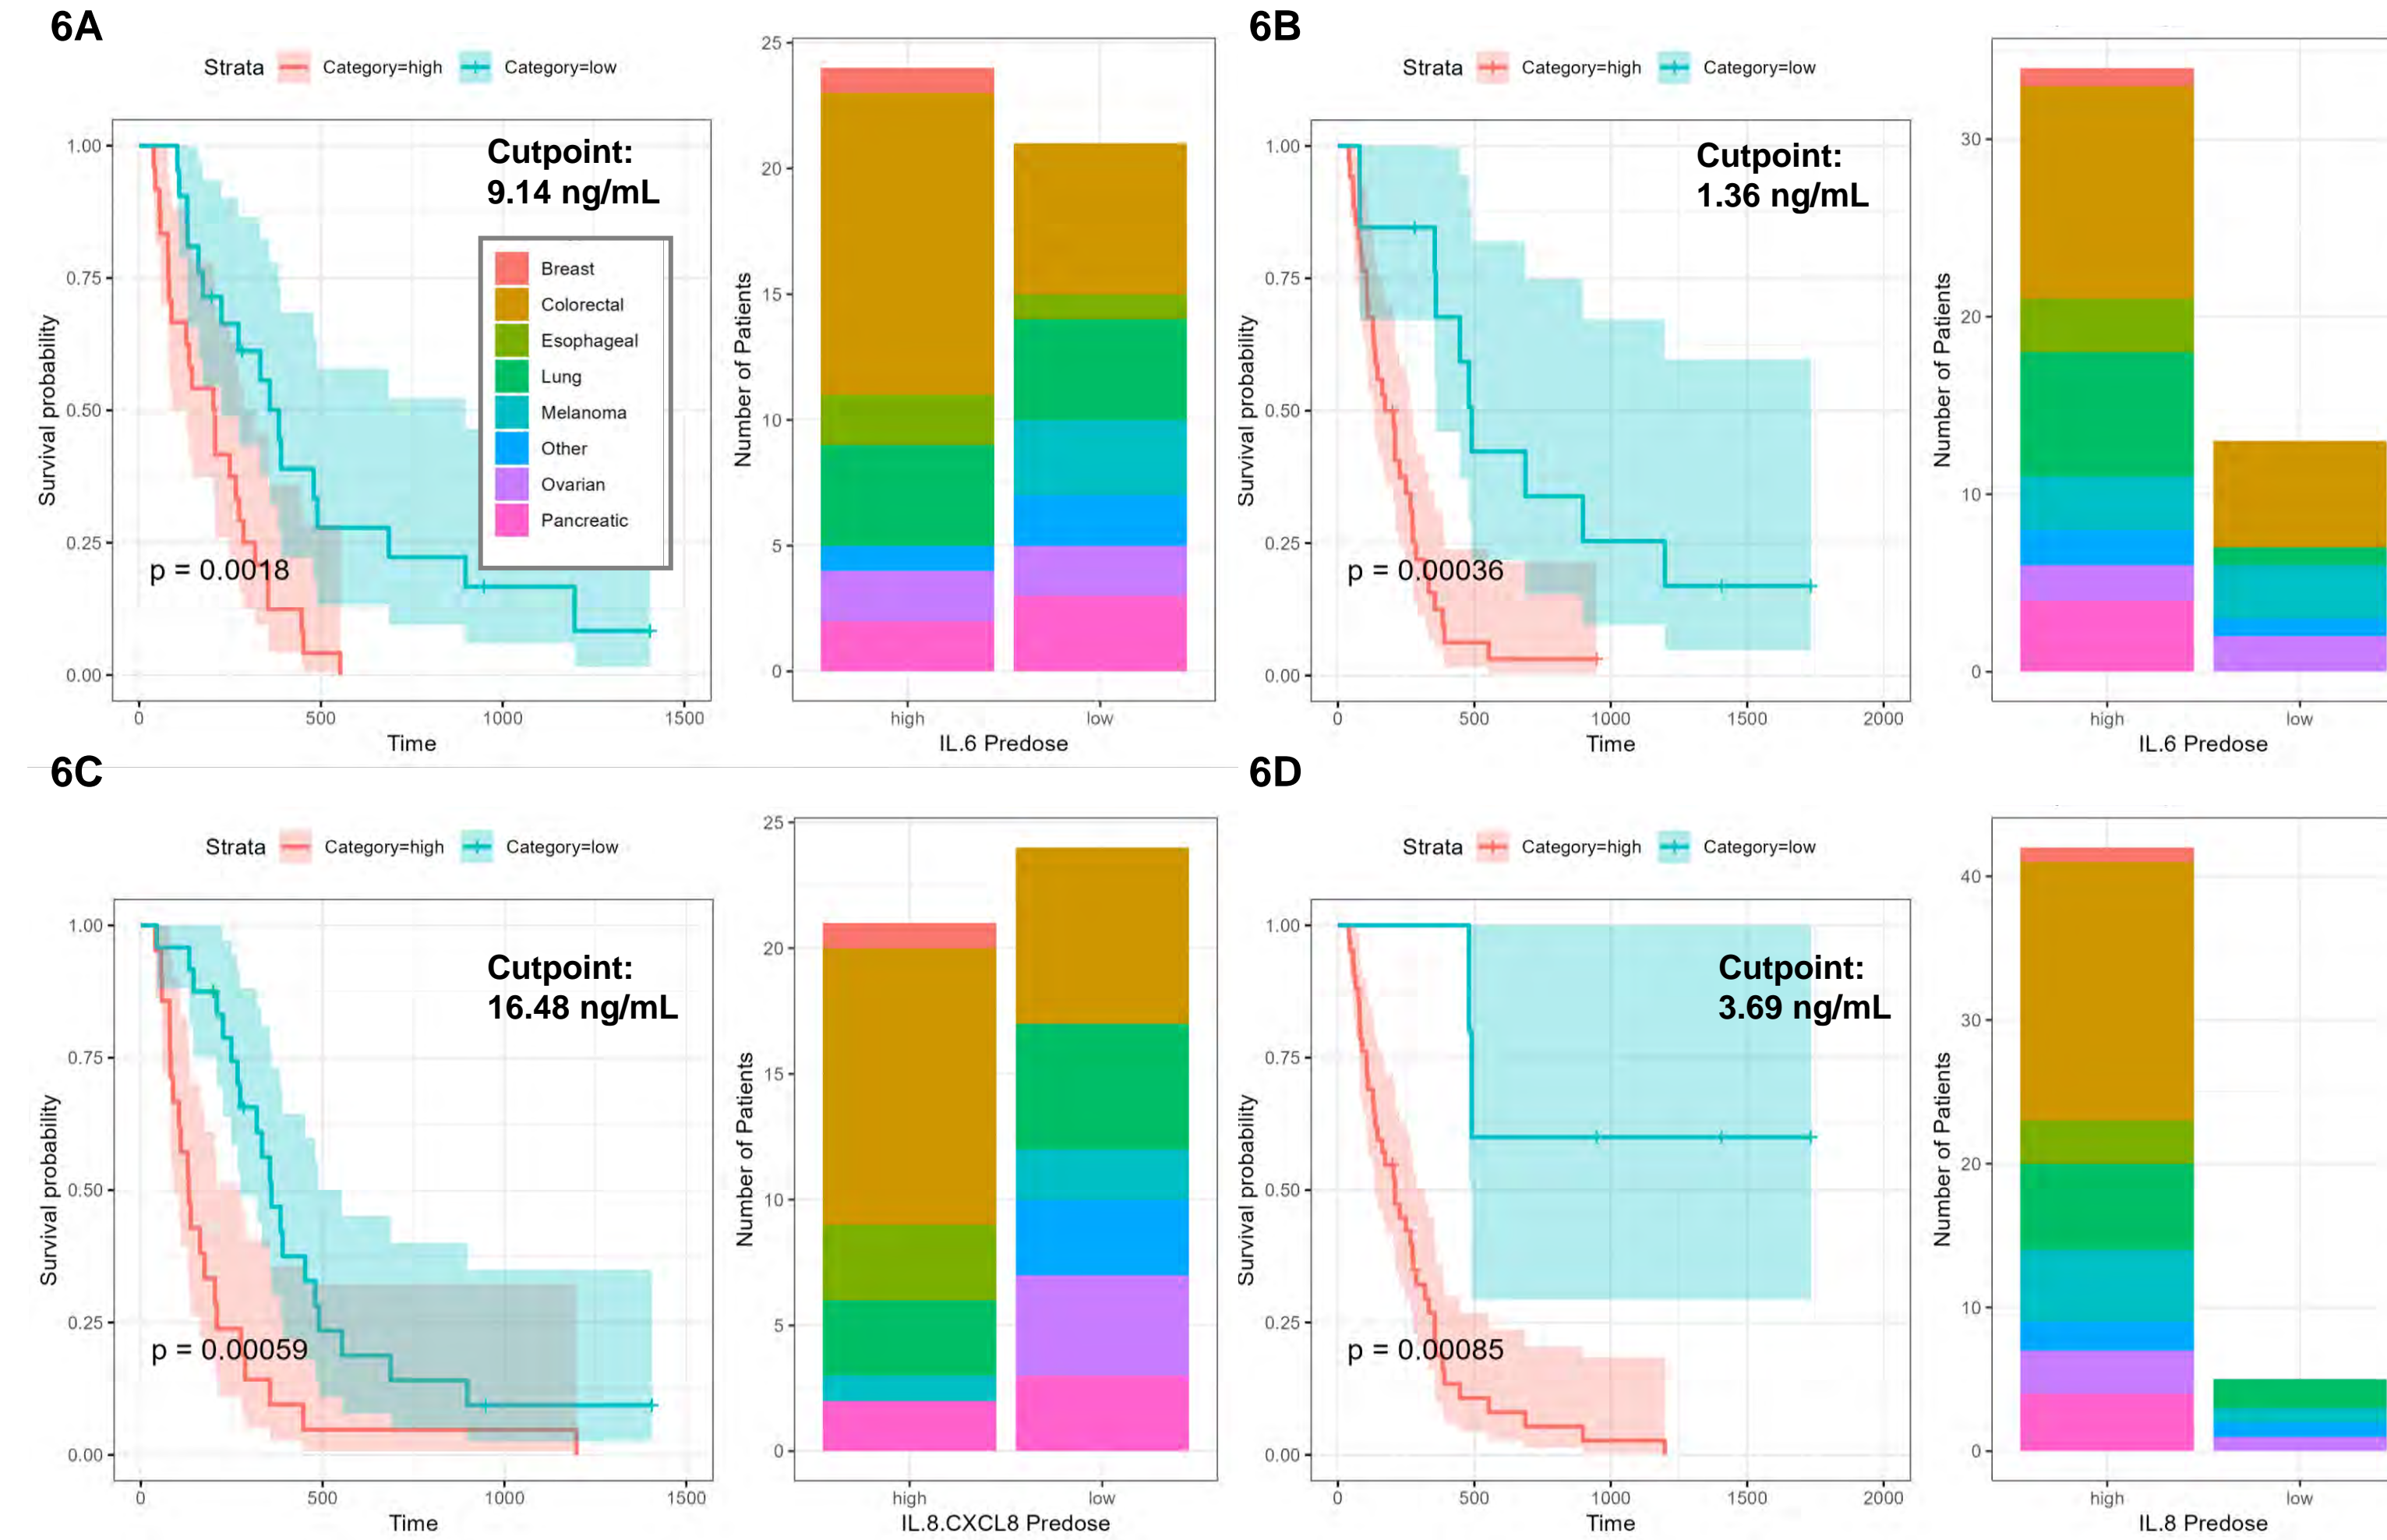 6A
Strata Category=high Category=low
Cutpoint:
9.14 ng/mL
Breast
Colorectal
Esophageal
Lung
Melanoma
Other
Ovarian
Pancreatic
p = 0.0018
Survival probability
1.00
0.75
0.50
0.25
0.00
0 500 1000 1500
Time
Number of Patients
25
20
15
10
5
0
high low
IL.6 Predose
6B
Strata Category=high Category=low
Cutpoint:
1.36 ng/mL
p = 0.00036
Survival probability
1.00
0.75
0.50
0.25
0.00
0 500 1000 1500 2000
Time
Number of Patients
30
20
10
0
high low
IL.6 Predose
6C
Strata Category=high Category=low
Cutpoint:
16.48 ng/mL
p = 0.00059
Survival probability
1.00
0.75
0.50
0.25
0.00
0 500 1000 1500
Time
Number of Patients
25
20
15
10
5
0
high low
IL.8.CXCL8 Predose
6D
Strata Category=high Category=low
Cutpoint:
3.69 ng/mL
p = 0.00085
Survival probability
1.00
0.75
0.50
0.25
0.00
0 500 1000 1500 2000
Time
Number of Patients
40
30
20
10
0
high low
IL.8 Predose